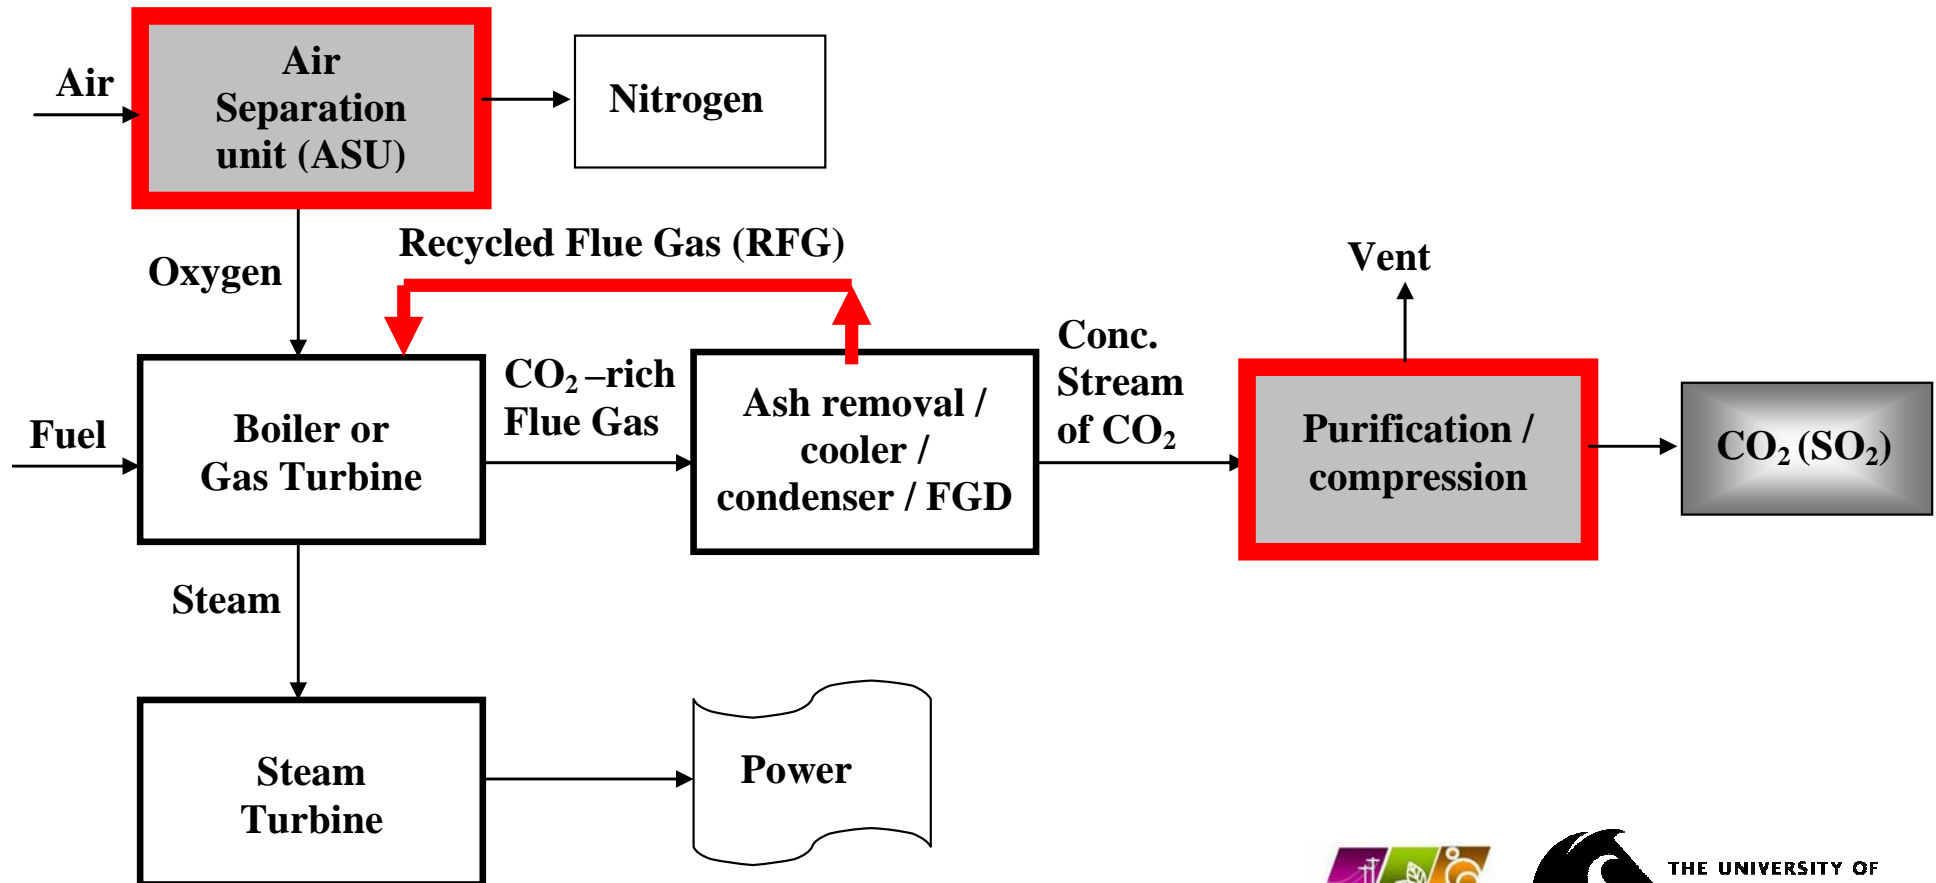 Air
Air
Separation
unit (ASU)
Nitrogen
Recycled Flue Gas (RFG)
Oxygen
Vent
Fuel
Boiler or
Gas Turbine
CO₂ –rich
Flue Gas
Ash removal /
cooler /
condenser / FGD
Conc.
Stream
of CO₂
Purification /
compression
CO₂ (SO₂)
Steam
Steam
Turbine
Power
THE UNIVERSITY OF